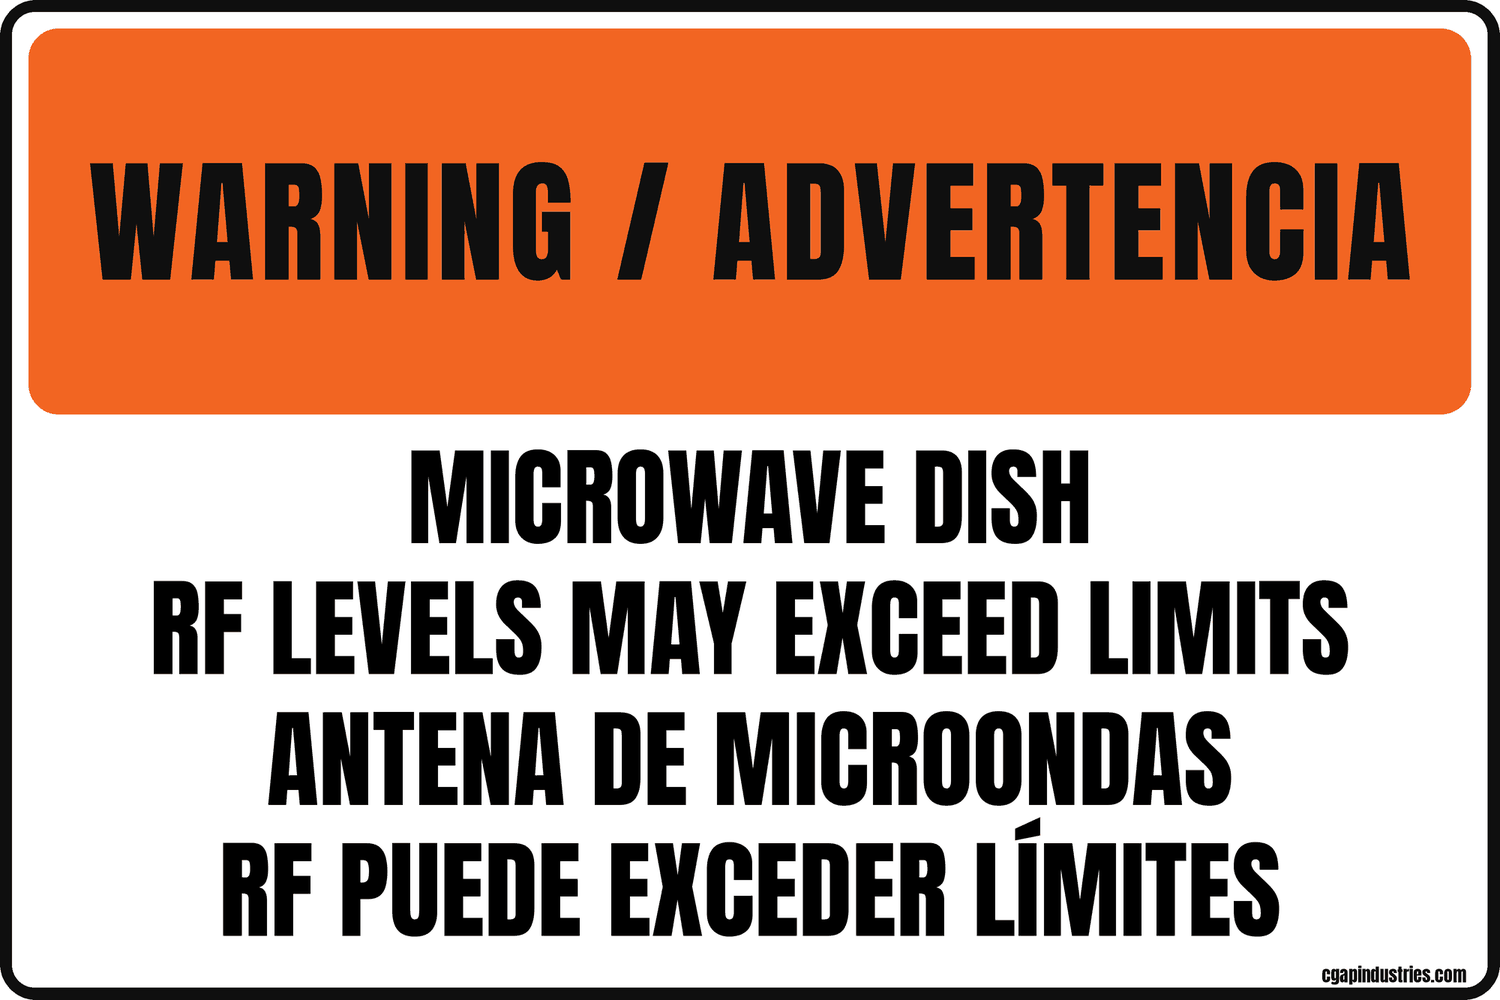 WARNING / ADVERTENCIA
MICROWAVE DISH
RF LEVELS MAY EXCEED LIMITS
ANTENA DE MICROONDAS
RF PUEDE EXCEDER LÍMITES
cgapindustries.com